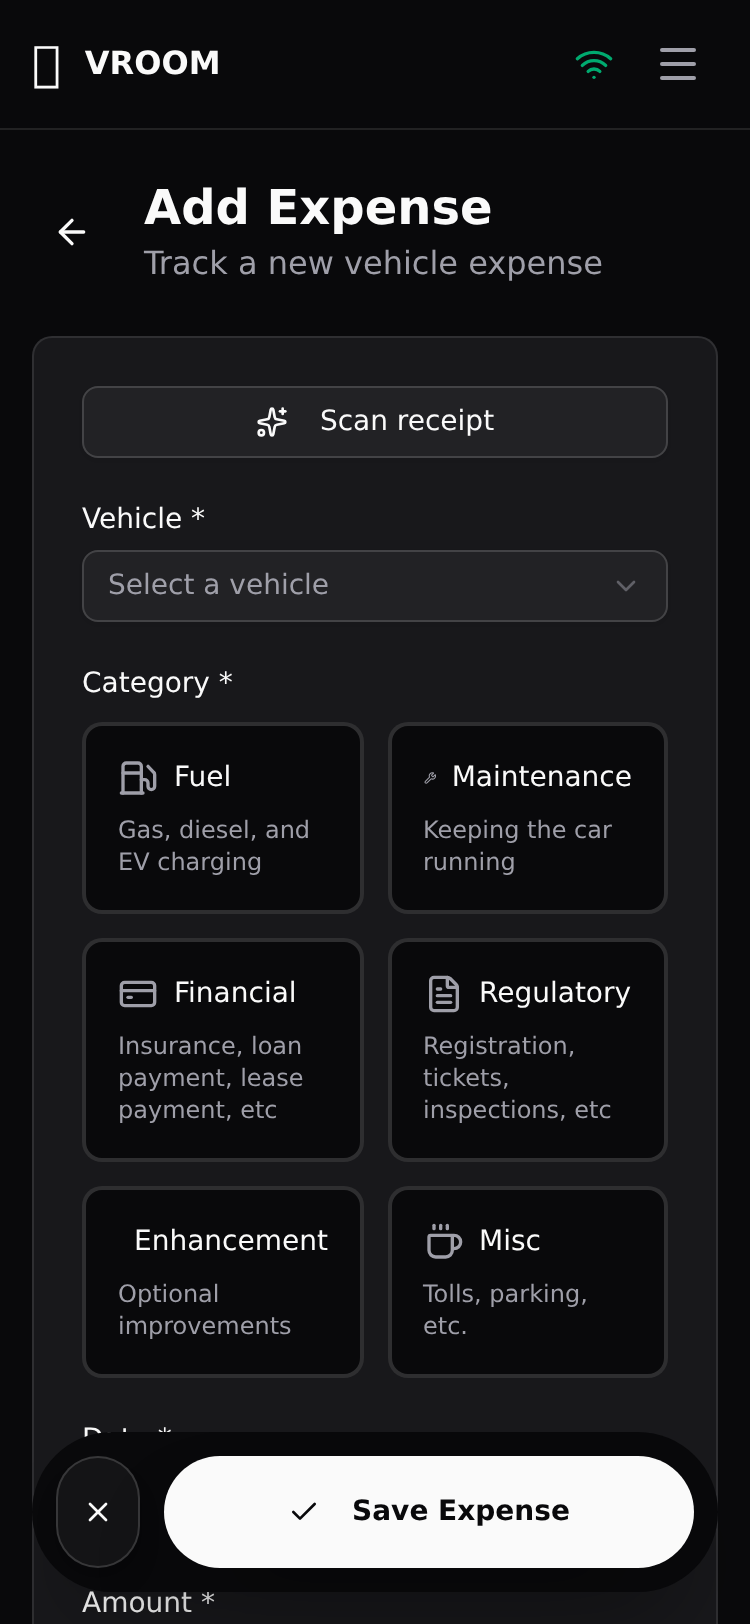 VROOM
Add Expense
Track a new vehicle expense
Scan receipt
Vehicle *
Select a vehicle
Category *
Fuel
Gas, diesel, and
EV charging
Maintenance
Keeping the car
running
Financial
Insurance, loan
payment, lease
payment, etc
Regulatory
Registration,
tickets,
inspections, etc
Enhancement
Optional
improvements
Misc
Tolls, parking,
etc.
Save Expense
Amount *